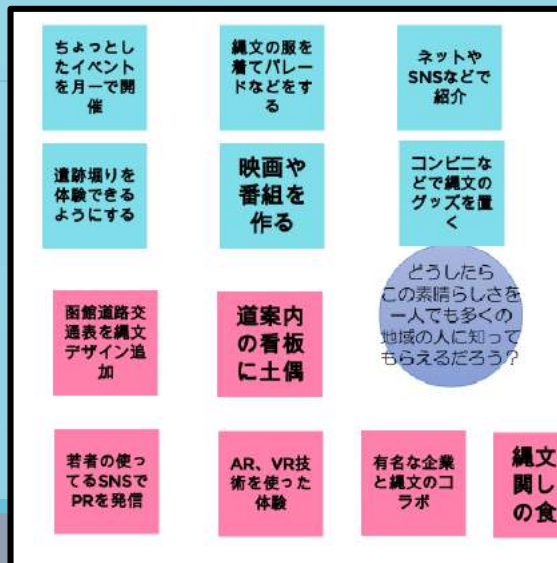 ちょっとし
たイベント
を月一で開
催
縄文の服を
着てパレー
ドなどをす
る
ネットや
SNSなどで
紹介
遺跡堀りを
体験できる
ようにする
映画や
番組を
作る
コンビニな
どで縄文の
グッズを置
く
どうしたら
この素晴らしさを
一人でも多くの
地域の人に知って
もらえるだろう?
函館道路交
通表を縄文
デザイン追
加
道案内
の看板
に土偶
若者の使っ
てるSNSで
PRを発信
AR、VR技
術を使った
体験
有名な企業
と縄文のコ
ラボ
縄文
関し
の食